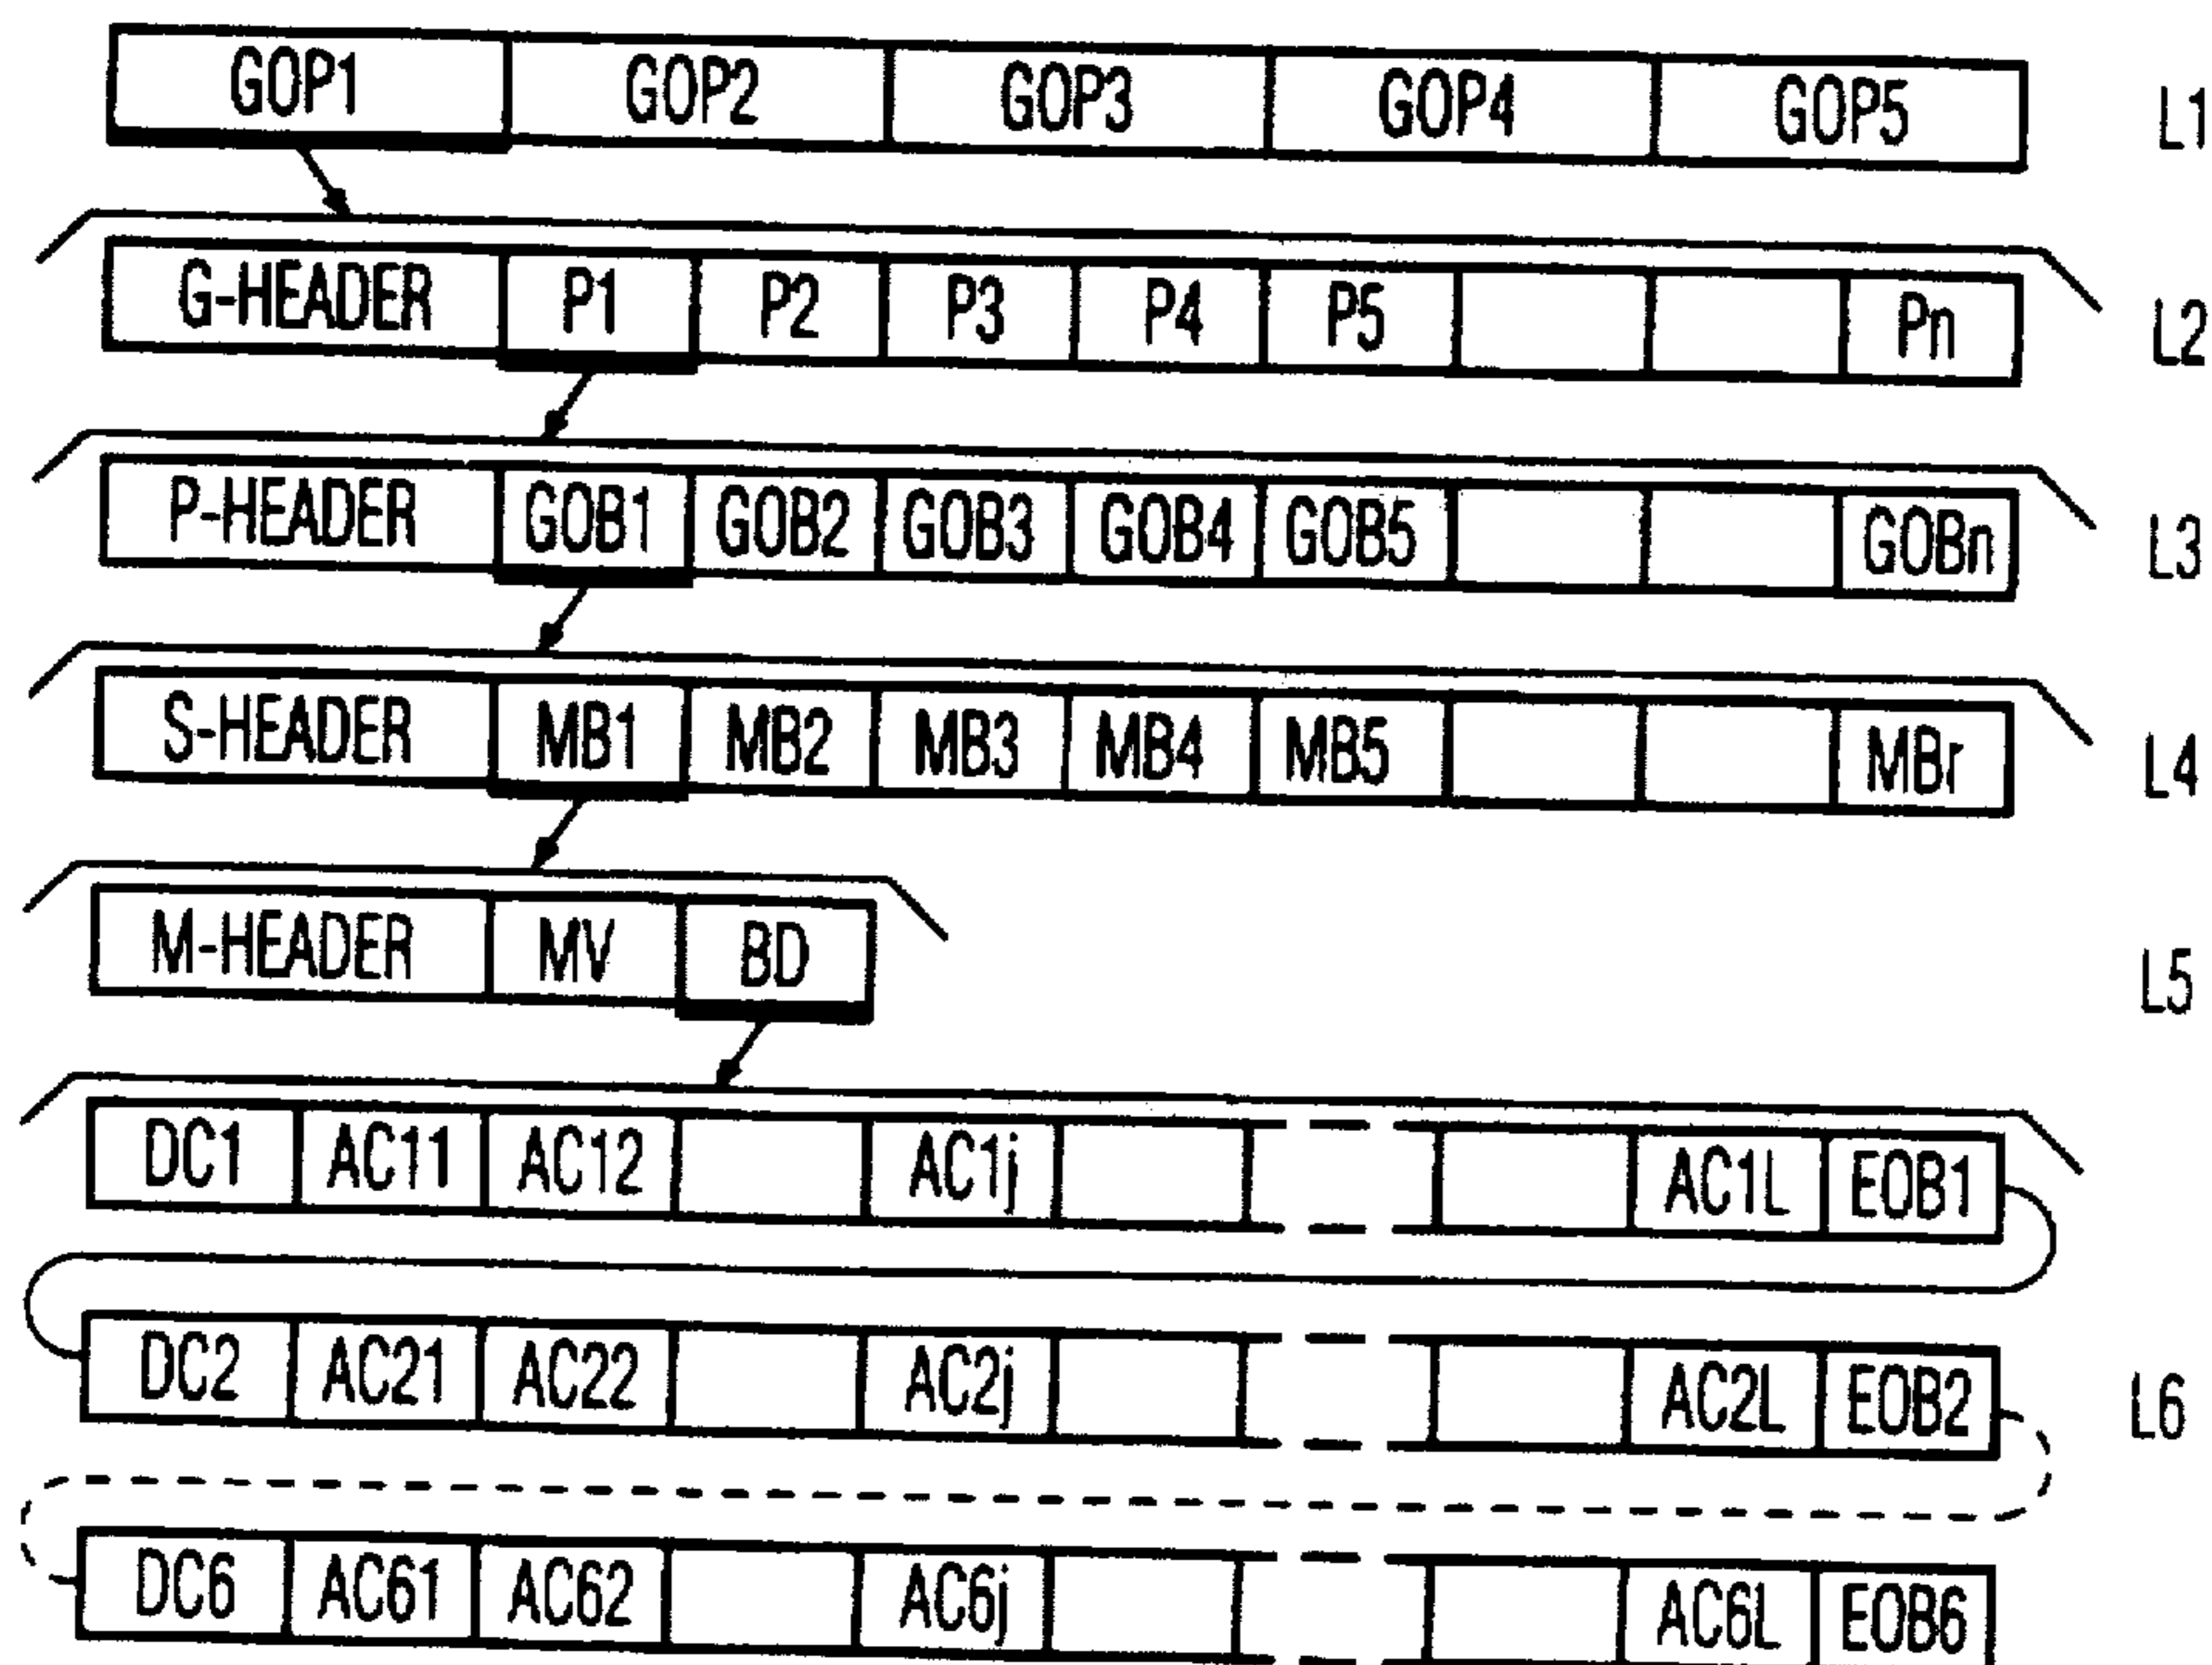 GOP1 GOP2 GOP3 GOP4 GOP5 L1
G-HEADER P1 P2 P3 P4 P5 Pn L2
P-HEADER GOB1 GOB2 GOB3 GOB4 GOB5 GOBn L3
S-HEADER MB1 MB2 MB3 MB4 MB5 MBr L4
M-HEADER MV BD L5
DC1 AC11 AC12 AC1j AC1L EOB1
DC2 AC21 AC22 AC2j AC2L EOB2 L6
DC6 AC61 AC62 AC6j AC6L EOB6